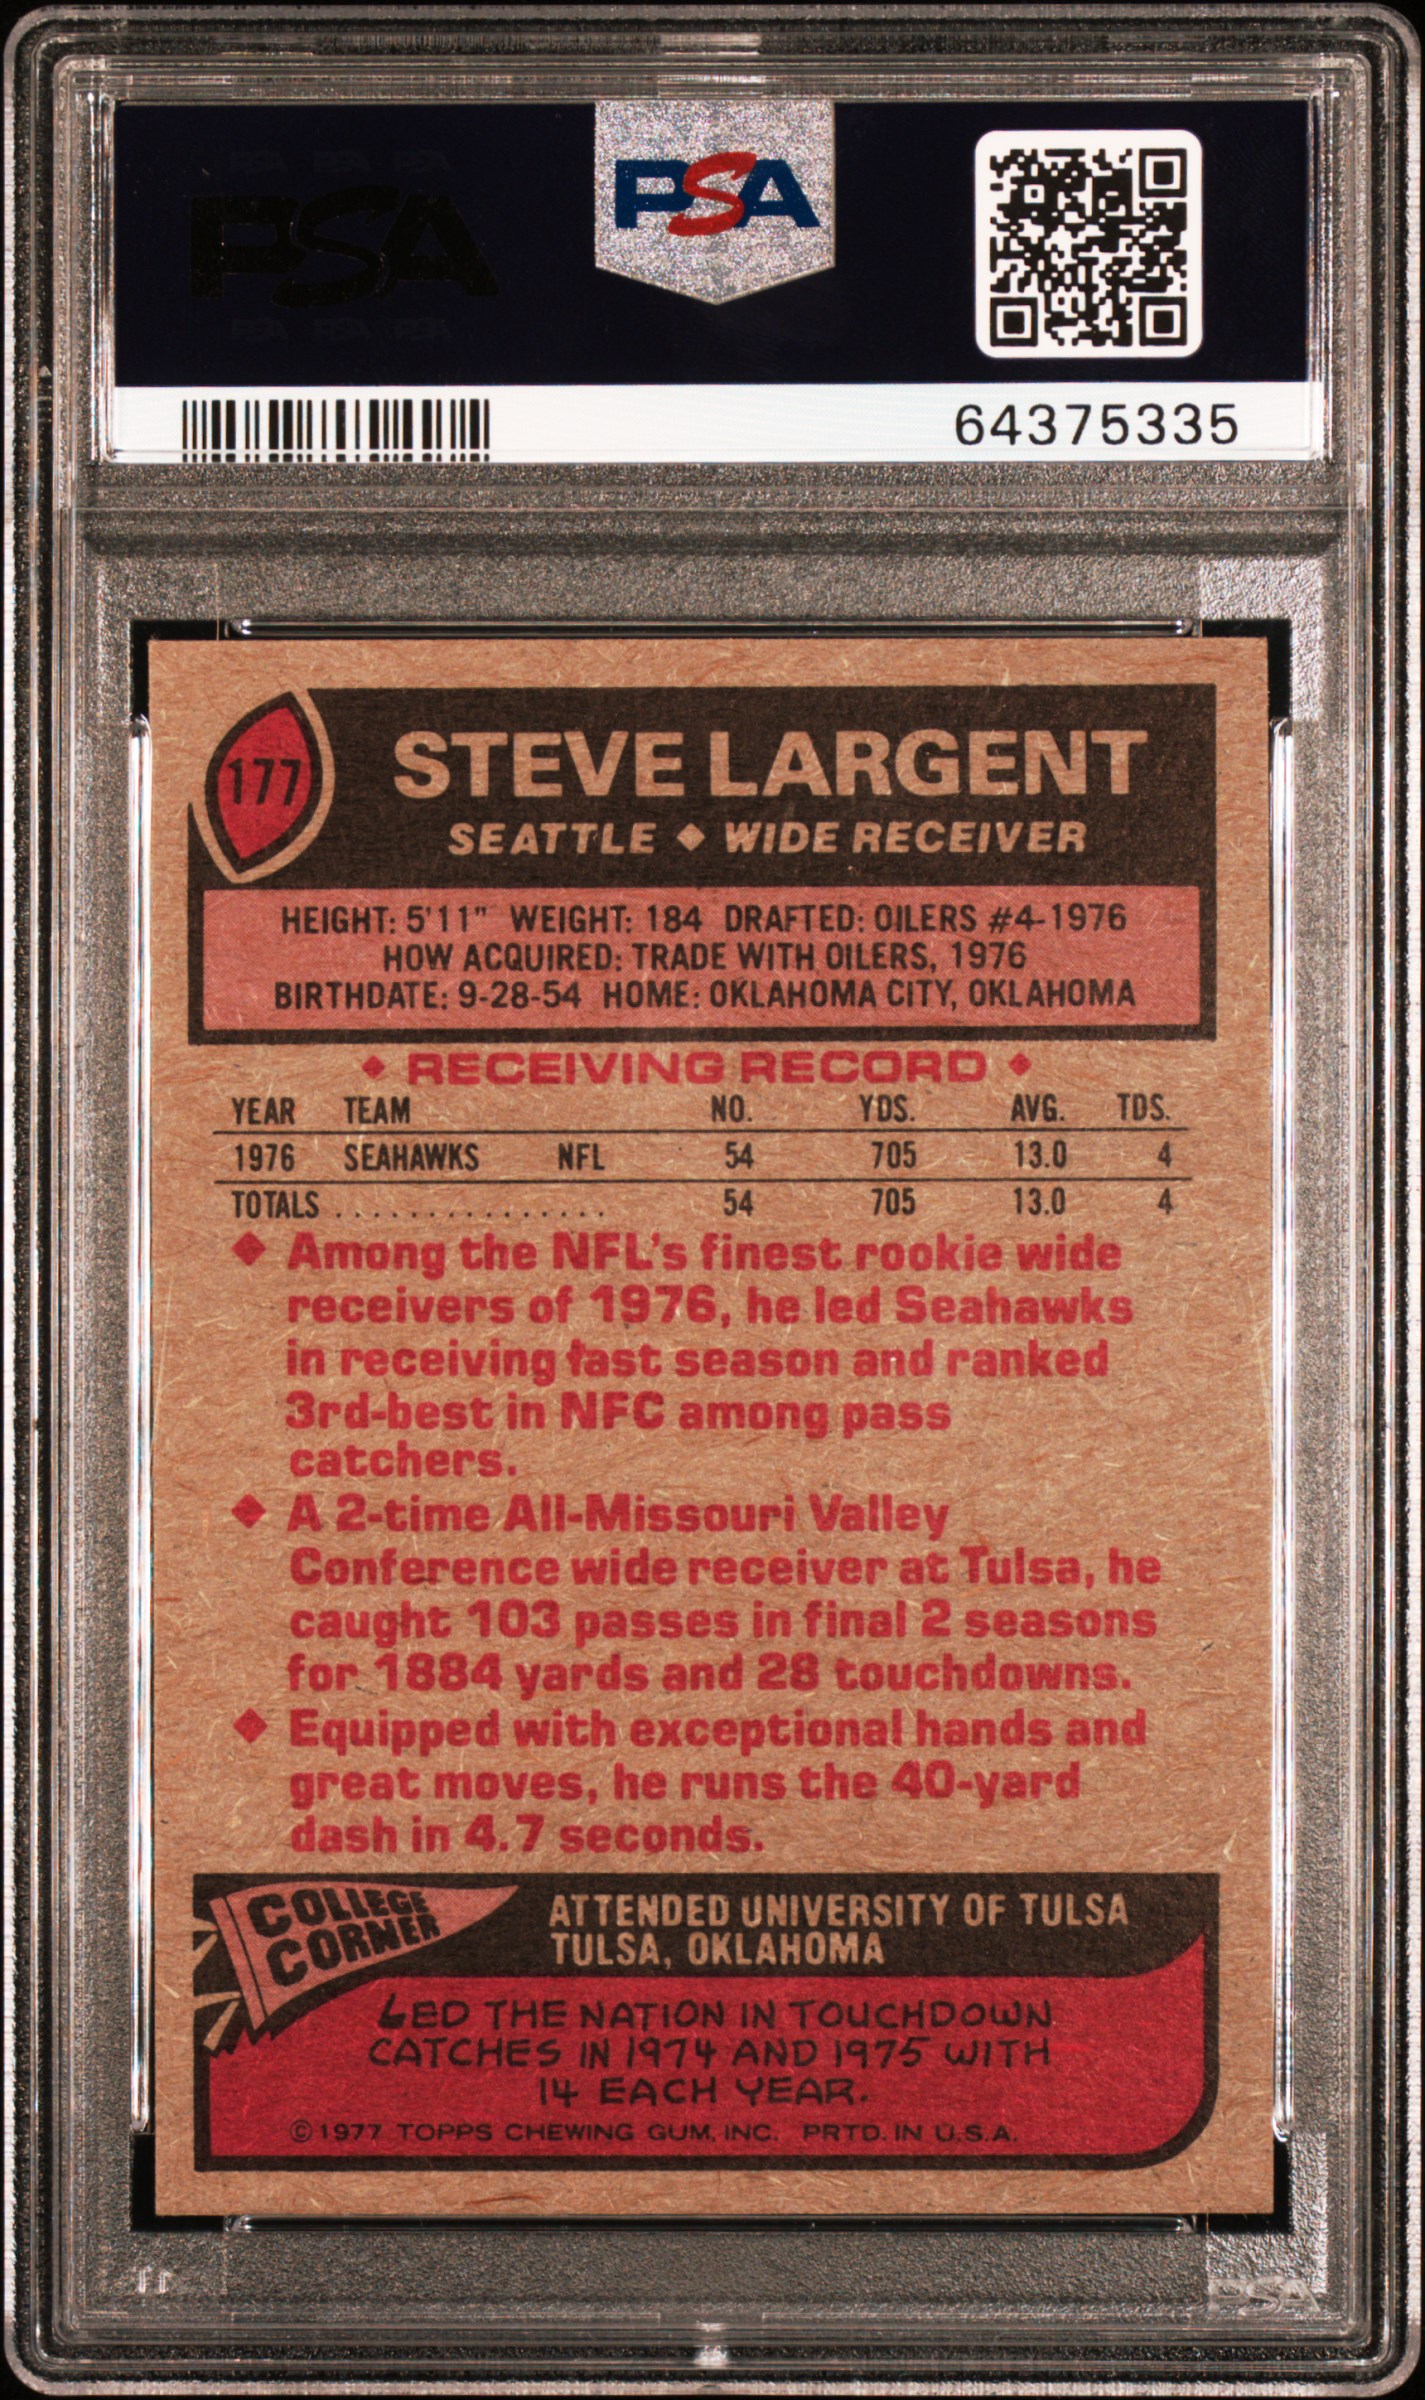 PSA PSA PSA
PSA
PSA PSA PSA
PSA
64375335
177
STEVE LARGENT
SEATTLE ◆ WIDE RECEIVER
HEIGHT: 5'11" WEIGHT: 184 DRAFTED: OILERS #4-1976
HOW ACQUIRED: TRADE WITH OILERS, 1976
BIRTHDATE: 9-28-54 HOME: OKLAHOMA CITY, OKLAHOMA
◆ RECEIVING RECORD ◆
YEAR TEAM NO. YDS. AVG. TDS.
1976 SEAHAWKS NFL 54 705 13.0 4
TOTALS ............... 54 705 13.0 4
◆ Among the NFL's finest rookie wide
receivers of 1976, he led Seahawks
in receiving last season and ranked
3rd-best in NFC among pass
catchers.
◆ A 2-time All-Missouri Valley
Conference wide receiver at Tulsa, he
caught 103 passes in final 2 seasons
for 1884 yards and 28 touchdowns.
◆ Equipped with exceptional hands and
great moves, he runs the 40-yard
dash in 4.7 seconds.
COLLEGE
CORNER
ATTENDED UNIVERSITY OF TULSA
TULSA, OKLAHOMA
LED THE NATION IN TOUCHDOWN
CATCHES IN 1974 AND 1975 WITH
14 EACH YEAR.
©1977 TOPPS CHEWING GUM, INC. PRTD. IN U.S.A.
PSA